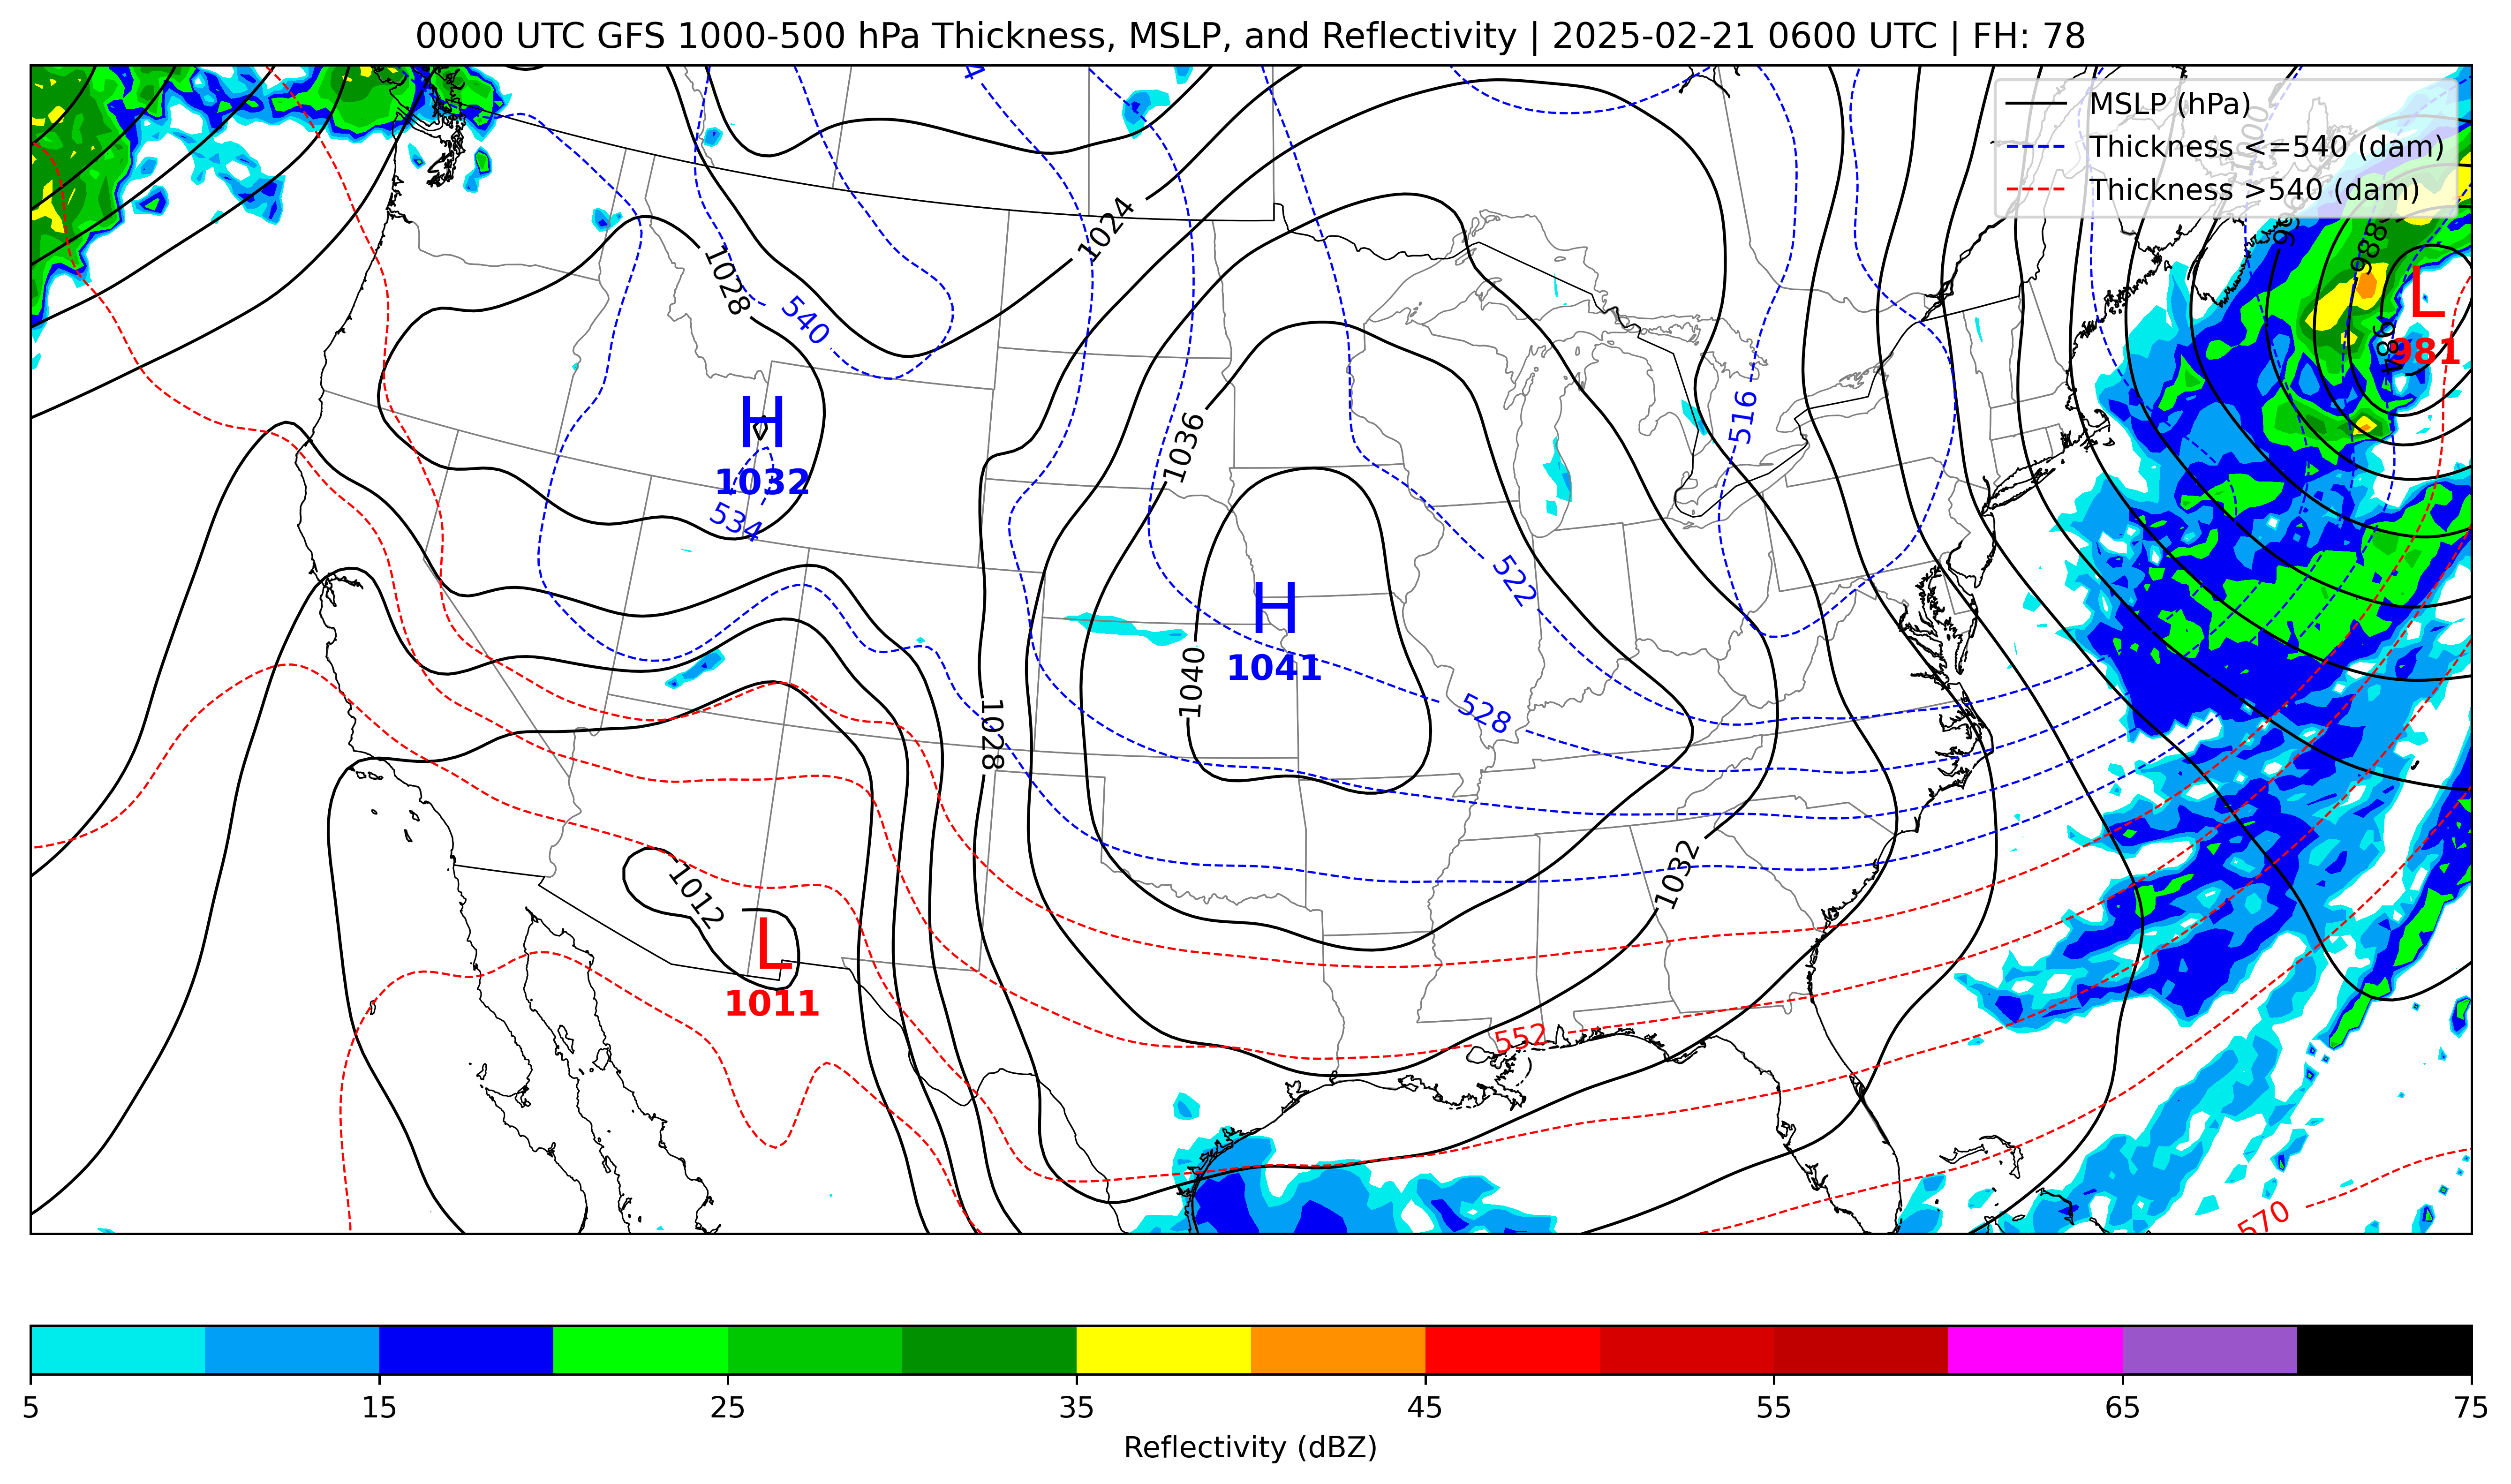 0000 UTC GFS 1000-500 hPa Thickness, MSLP, and Reflectivity | 2025-02-21 0600 UTC | FH: 78
MSLP (hPa)
Thickness <=540 (dam)
Thickness >540 (dam)
1000
1024
1028
988
540
L
981
984
H
1032
534
516
1036
522
H
1041
1040
528
1028
1032
1012
L
1011
552
570
5 15 25 35 45 55 65 75
Reflectivity (dBZ)